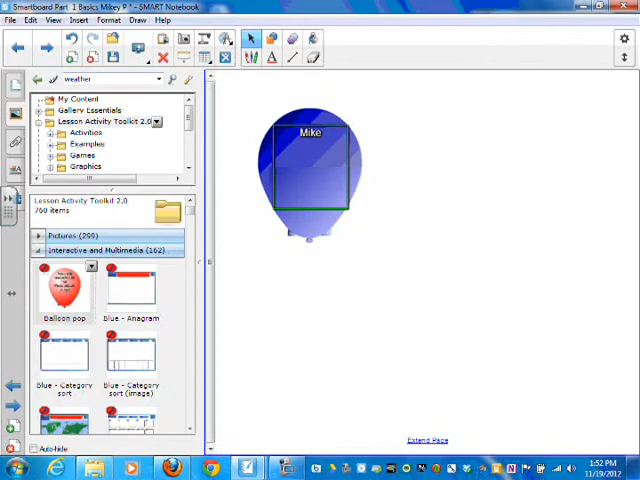 Smartboard Part 1 Basics Mikey P * - SMART Notebook
File Edit View Insert Format Draw Help
weather
My Content
Gallery Essentials
Lesson Activity Toolkit 2.0
Activities
Examples
Games
Graphics
Lesson Activity Toolkit 2.0
760 items
Pictures (299)
Interactive and Multimedia (162)
Balloon pop
Blue - Anagram
Blue - Category sort
Blue - Category sort (image)
Auto-hide
Mike
Extend Page
1:52 PM
11/19/2012